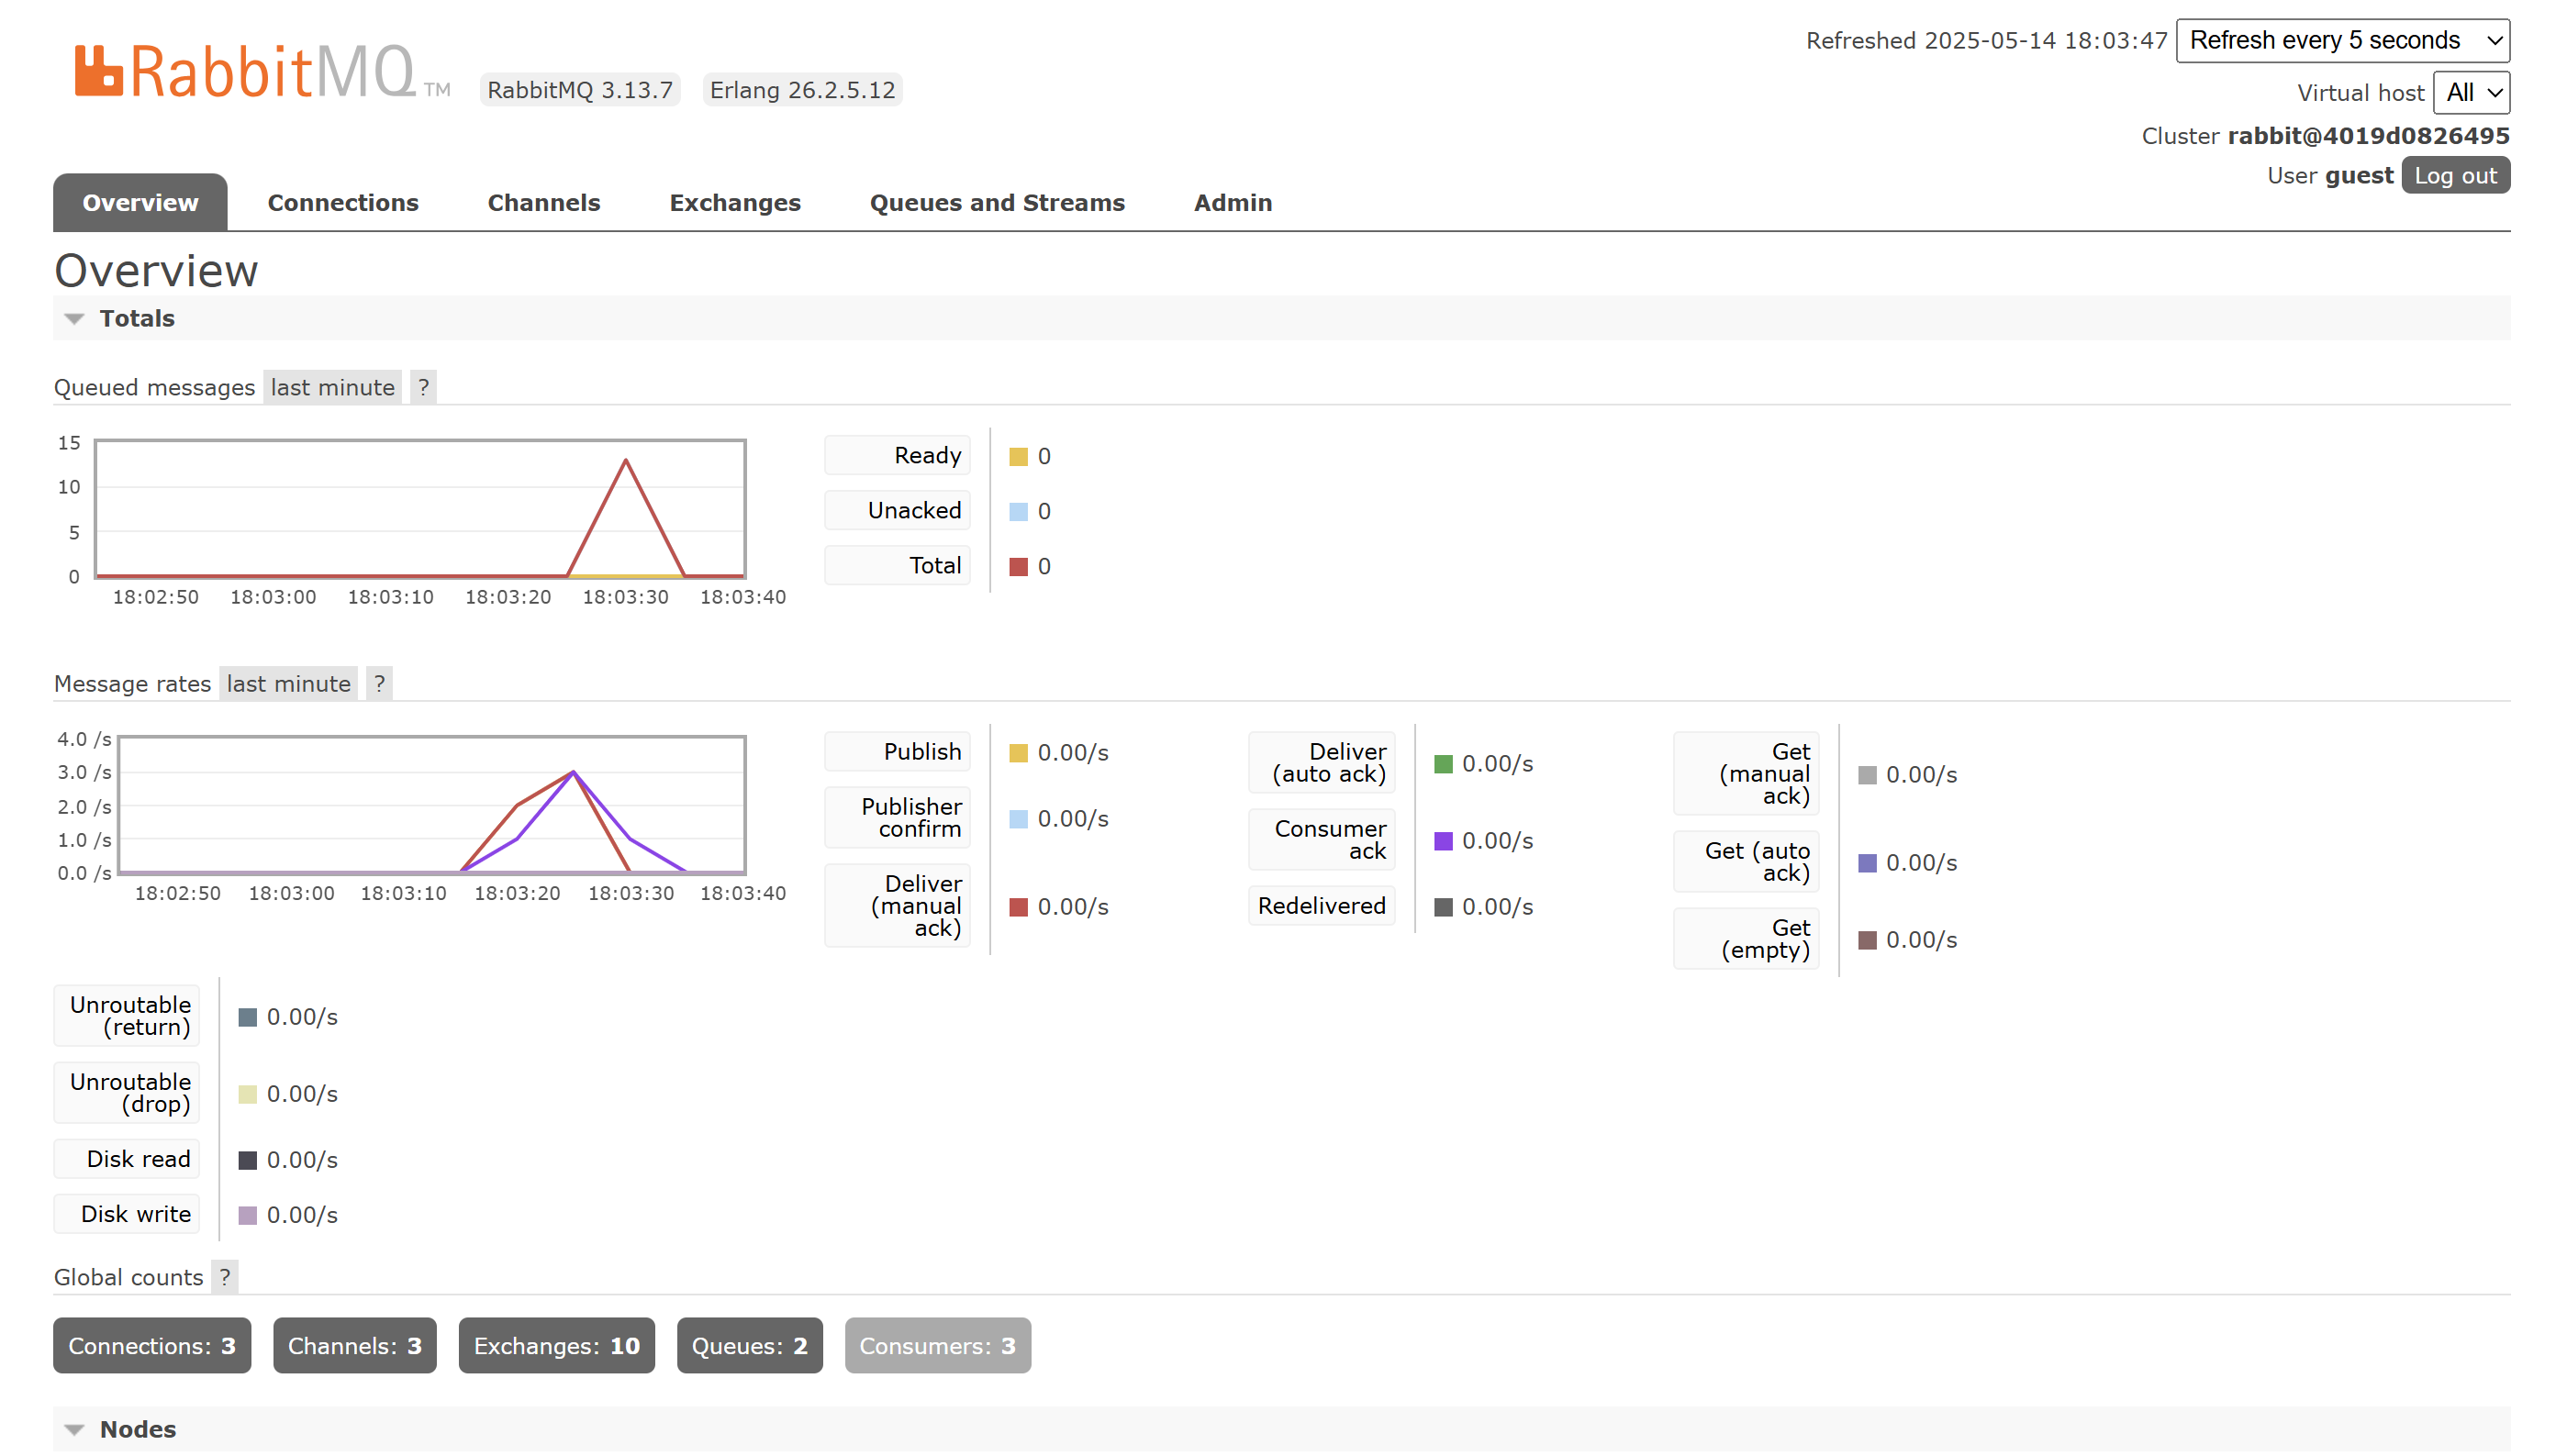 RabbitMQ TM
RabbitMQ 3.13.7
Erlang 26.2.5.12
Refreshed 2025-05-14 18:03:47
Refresh every 5 seconds
Virtual host
All
Cluster rabbit@4019d0826495
User guest
Log out
Overview
Connections
Channels
Exchanges
Queues and Streams
Admin
Overview
Totals
Queued messages last minute ?
15
10
5
0
18:02:50
18:03:00
18:03:10
18:03:20
18:03:30
18:03:40
Ready
0
Unacked
0
Total
0
Message rates last minute ?
4.0 /s
3.0 /s
2.0 /s
1.0 /s
0.0 /s
18:02:50
18:03:00
18:03:10
18:03:20
18:03:30
18:03:40
Publish
0.00/s
Publisher
confirm
0.00/s
Deliver
(manual
ack)
0.00/s
Deliver
(auto ack)
0.00/s
Consumer
ack
0.00/s
Redelivered
0.00/s
Get
(manual
ack)
0.00/s
Get (auto
ack)
0.00/s
Get
(empty)
0.00/s
Unroutable
(return)
0.00/s
Unroutable
(drop)
0.00/s
Disk read
0.00/s
Disk write
0.00/s
Global counts ?
Connections: 3
Channels: 3
Exchanges: 10
Queues: 2
Consumers: 3
Nodes